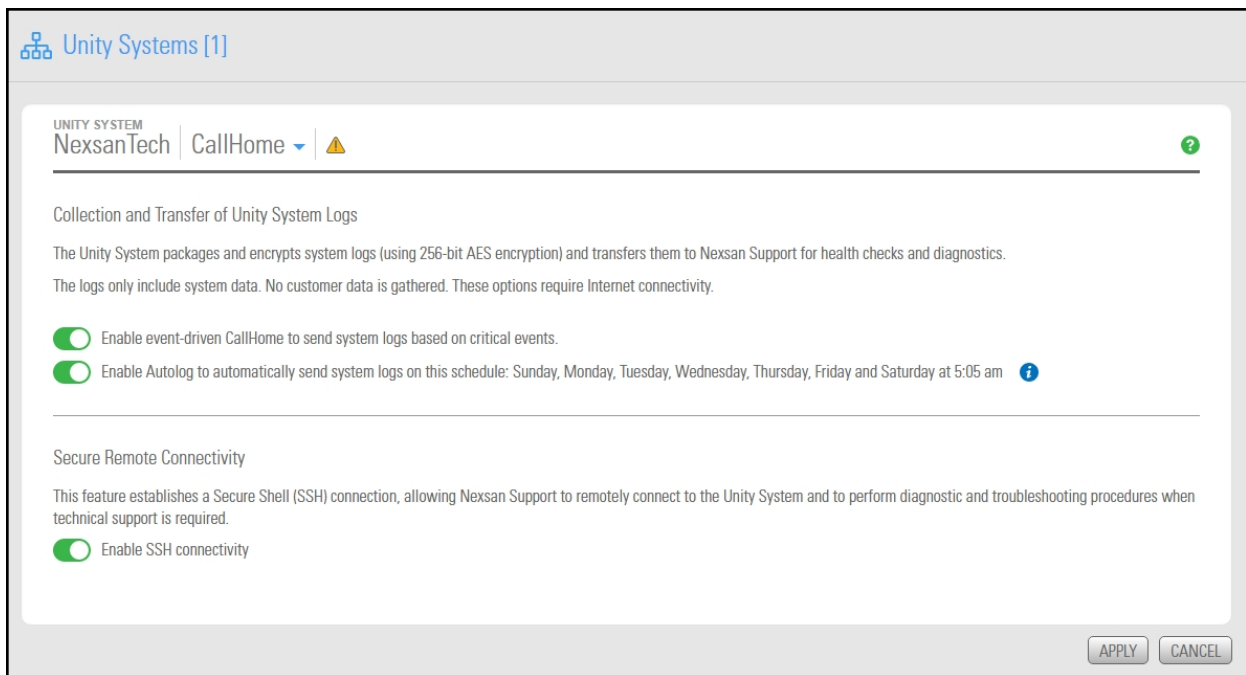 Unity Systems [1]
UNITY SYSTEM
NexsanTech CallHome
Collection and Transfer of Unity System Logs
The Unity System packages and encrypts system logs (using 256-bit AES encryption) and transfers them to Nexsan Support for health checks and diagnostics.
The logs only include system data. No customer data is gathered. These options require Internet connectivity.
Enable event-driven CallHome to send system logs based on critical events.
Enable Autolog to automatically send system logs on this schedule: Sunday, Monday, Tuesday, Wednesday, Thursday, Friday and Saturday at 5:05 am
Secure Remote Connectivity
This feature establishes a Secure Shell (SSH) connection, allowing Nexsan Support to remotely connect to the Unity System and to perform diagnostic and troubleshooting procedures when
technical support is required.
Enable SSH connectivity
APPLY CANCEL